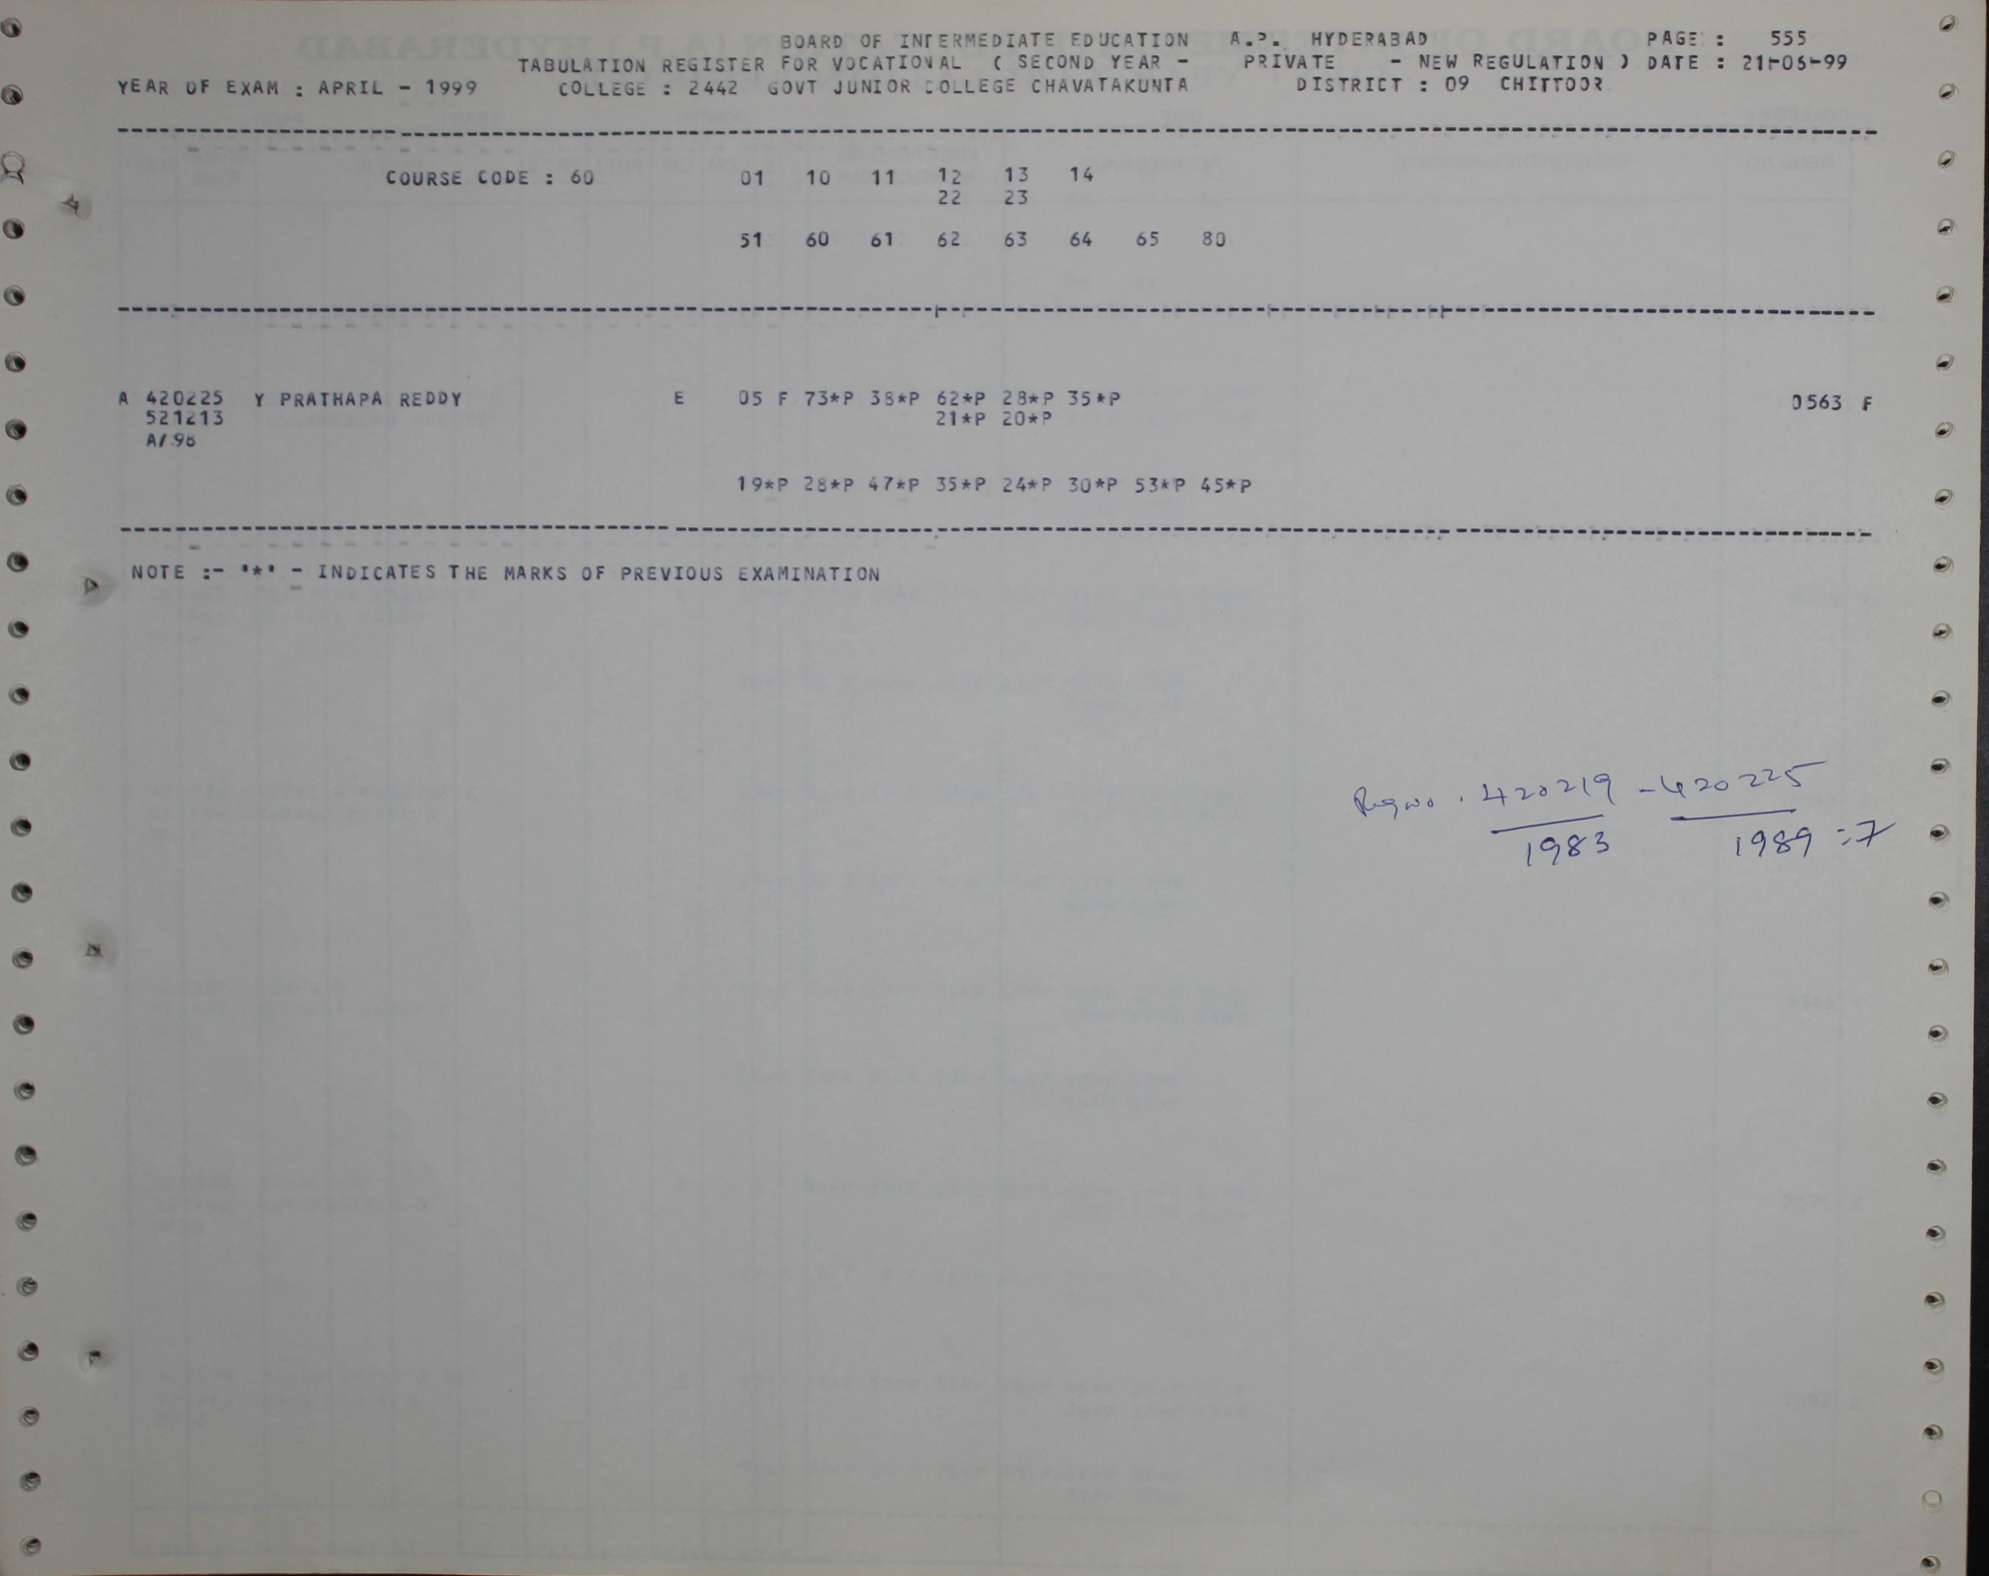 BOARD OF INTERMEDIATE EDUCATION A.P. HYDERABAD PAGE : 555
TABULATION REGISTER FOR VOCATIONAL ( SECOND YEAR - PRIVATE - NEW REGULATION ) DATE : 21-06-99
YEAR OF EXAM : APRIL - 1999 COLLEGE : 2442 GOVT JUNIOR COLLEGE CHAVATAKUNTA DISTRICT : 09 CHITTOOR
COURSE CODE : 60 01 10 11 12 13 14
22 23
51 60 61 62 63 64 65 80
A 420225 Y PRATHAPA REDDY E 05 F 73*P 38*P 62*P 28*P 35*P 0563 F
521213 21*P 20*P
A/98
19*P 28*P 47*P 35*P 24*P 30*P 53*P 45*P
NOTE :- '*' - INDICATES THE MARKS OF PREVIOUS EXAMINATION
Regno. 420219 - 420225
1983 1989 = 7